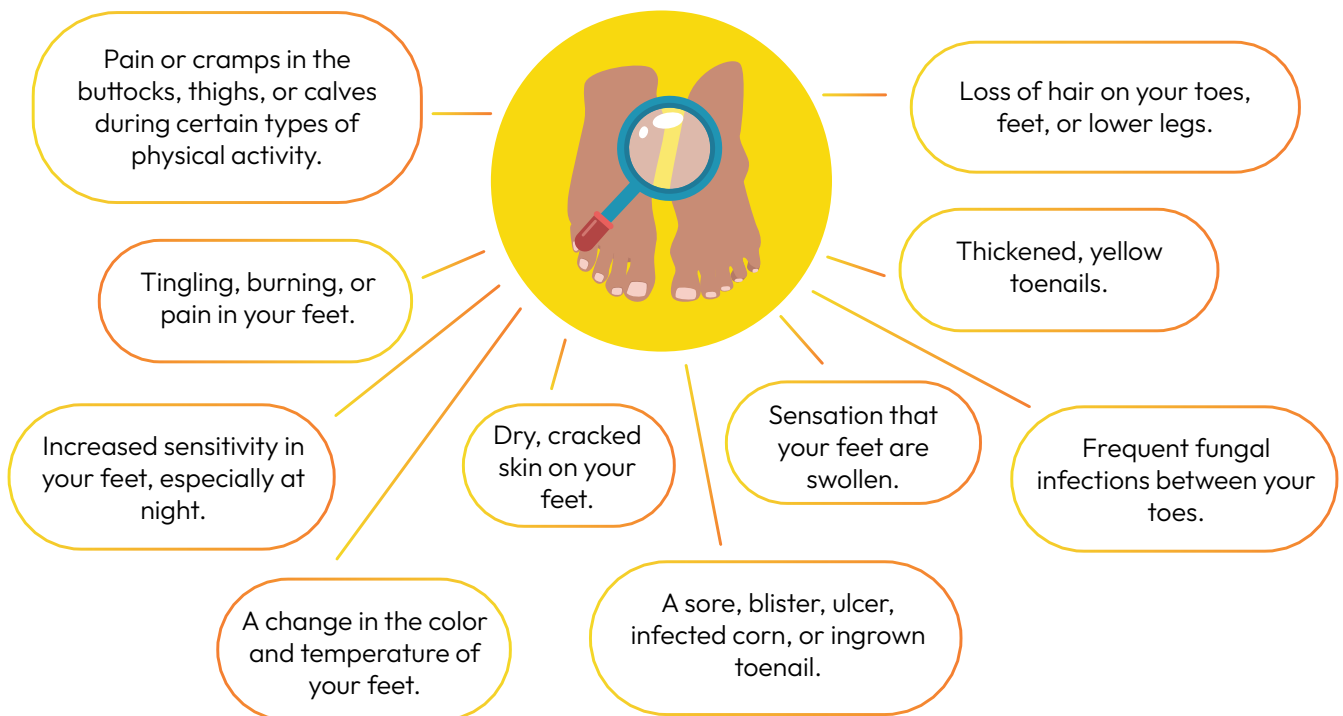 Pain or cramps in the
buttocks, thighs, or calves
during certain types of
physical activity.
Loss of hair on your toes,
feet, or lower legs.
Tingling, burning, or
pain in your feet.
Thickened, yellow
toenails.
Increased sensitivity in
your feet, especially at
night.
Dry, cracked
skin on your
feet.
Sensation that
your feet are
swollen.
Frequent fungal
infections between your
toes.
A change in the color
and temperature of
your feet.
A sore, blister, ulcer,
infected corn, or ingrown
toenail.